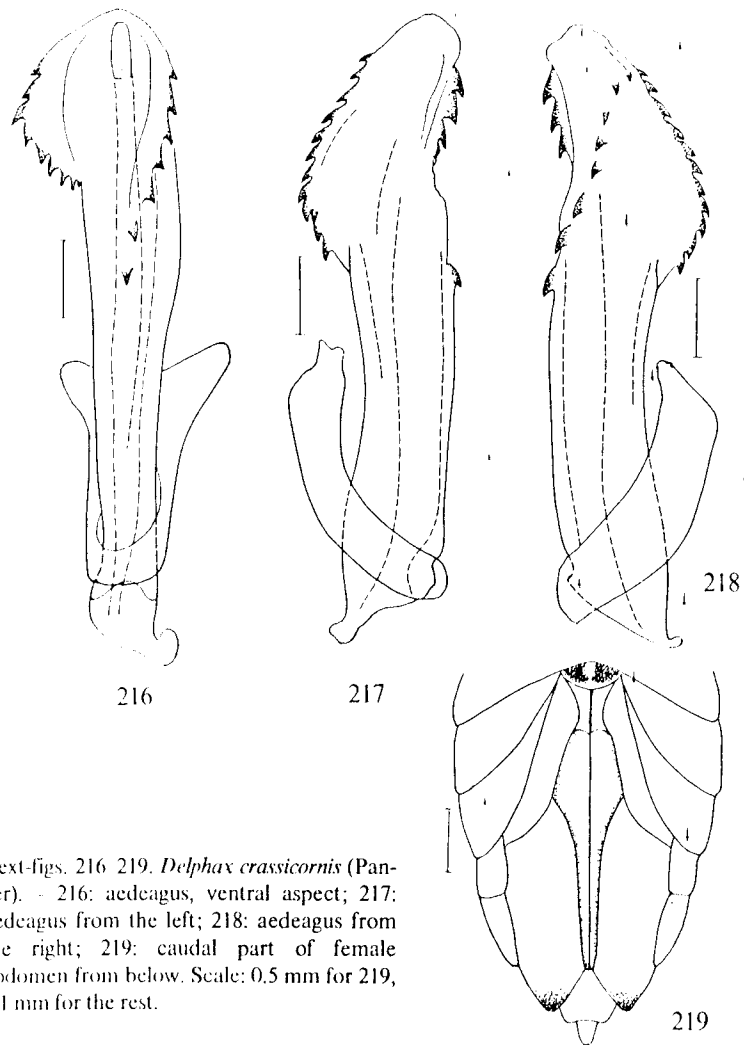 216
217
218
219
ext-figs. 216 219. Delphax crassicornis (Pan-
er). - 216: aedeagus, ventral aspect; 217:
edeagus from the left; 218: aedeagus from
e right; 219: caudal part of female
bdomen from below. Scale: 0.5 mm for 219,
1 mm for the rest.